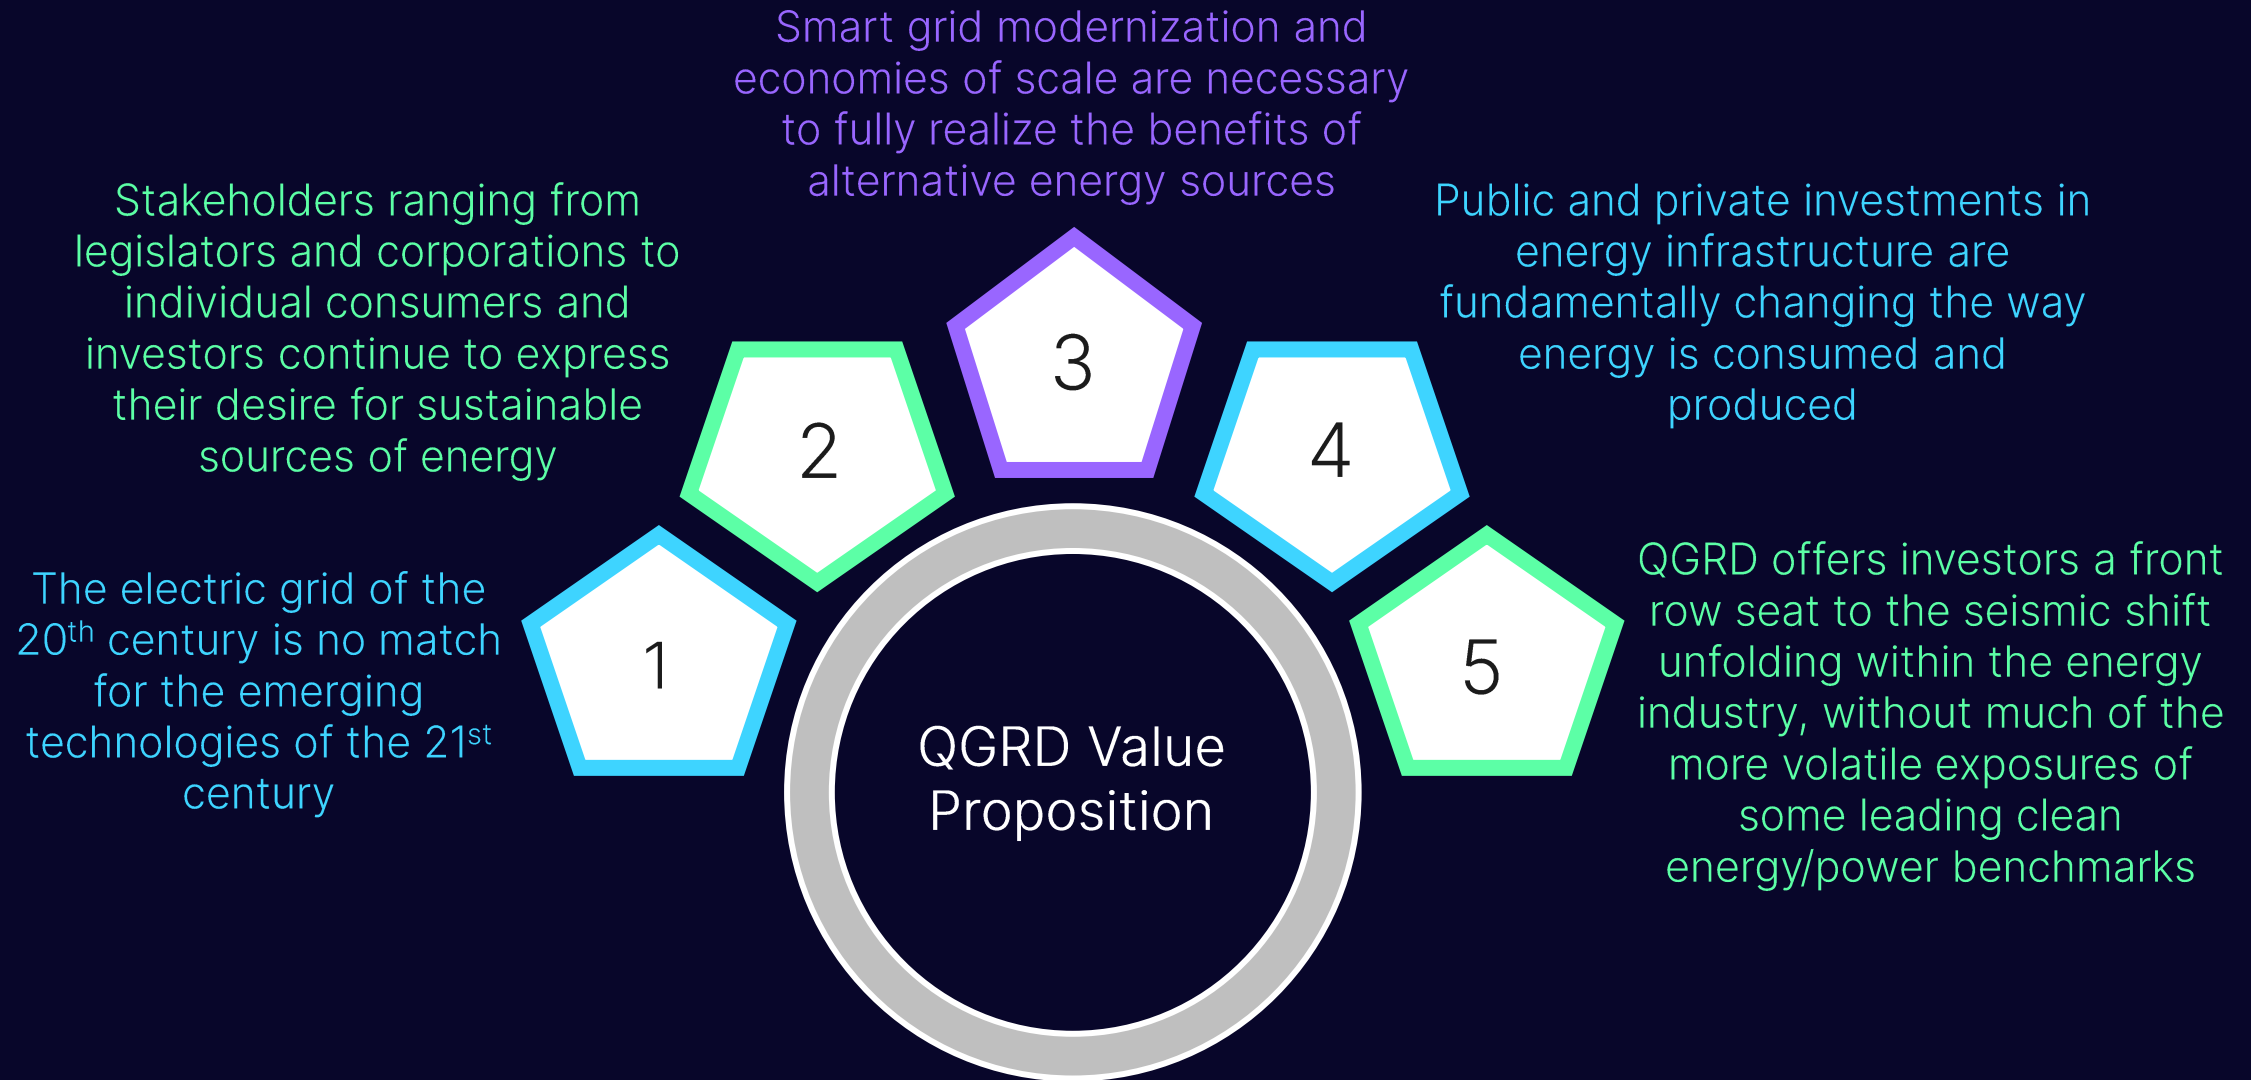 Smart grid modernization and
economies of scale are necessary
to fully realize the benefits of
alternative energy sources
Stakeholders ranging from
legislators and corporations to
individual consumers and
investors continue to express
their desire for sustainable
sources of energy
Public and private investments in
energy infrastructure are
fundamentally changing the way
energy is consumed and
produced
3
2
4
The electric grid of the
20th century is no match
for the emerging
technologies of the 21st
century
1
5
QGRD offers investors a front
row seat to the seismic shift
unfolding within the energy
industry, without much of the
more volatile exposures of
some leading clean
energy/power benchmarks
QGRD Value
Proposition